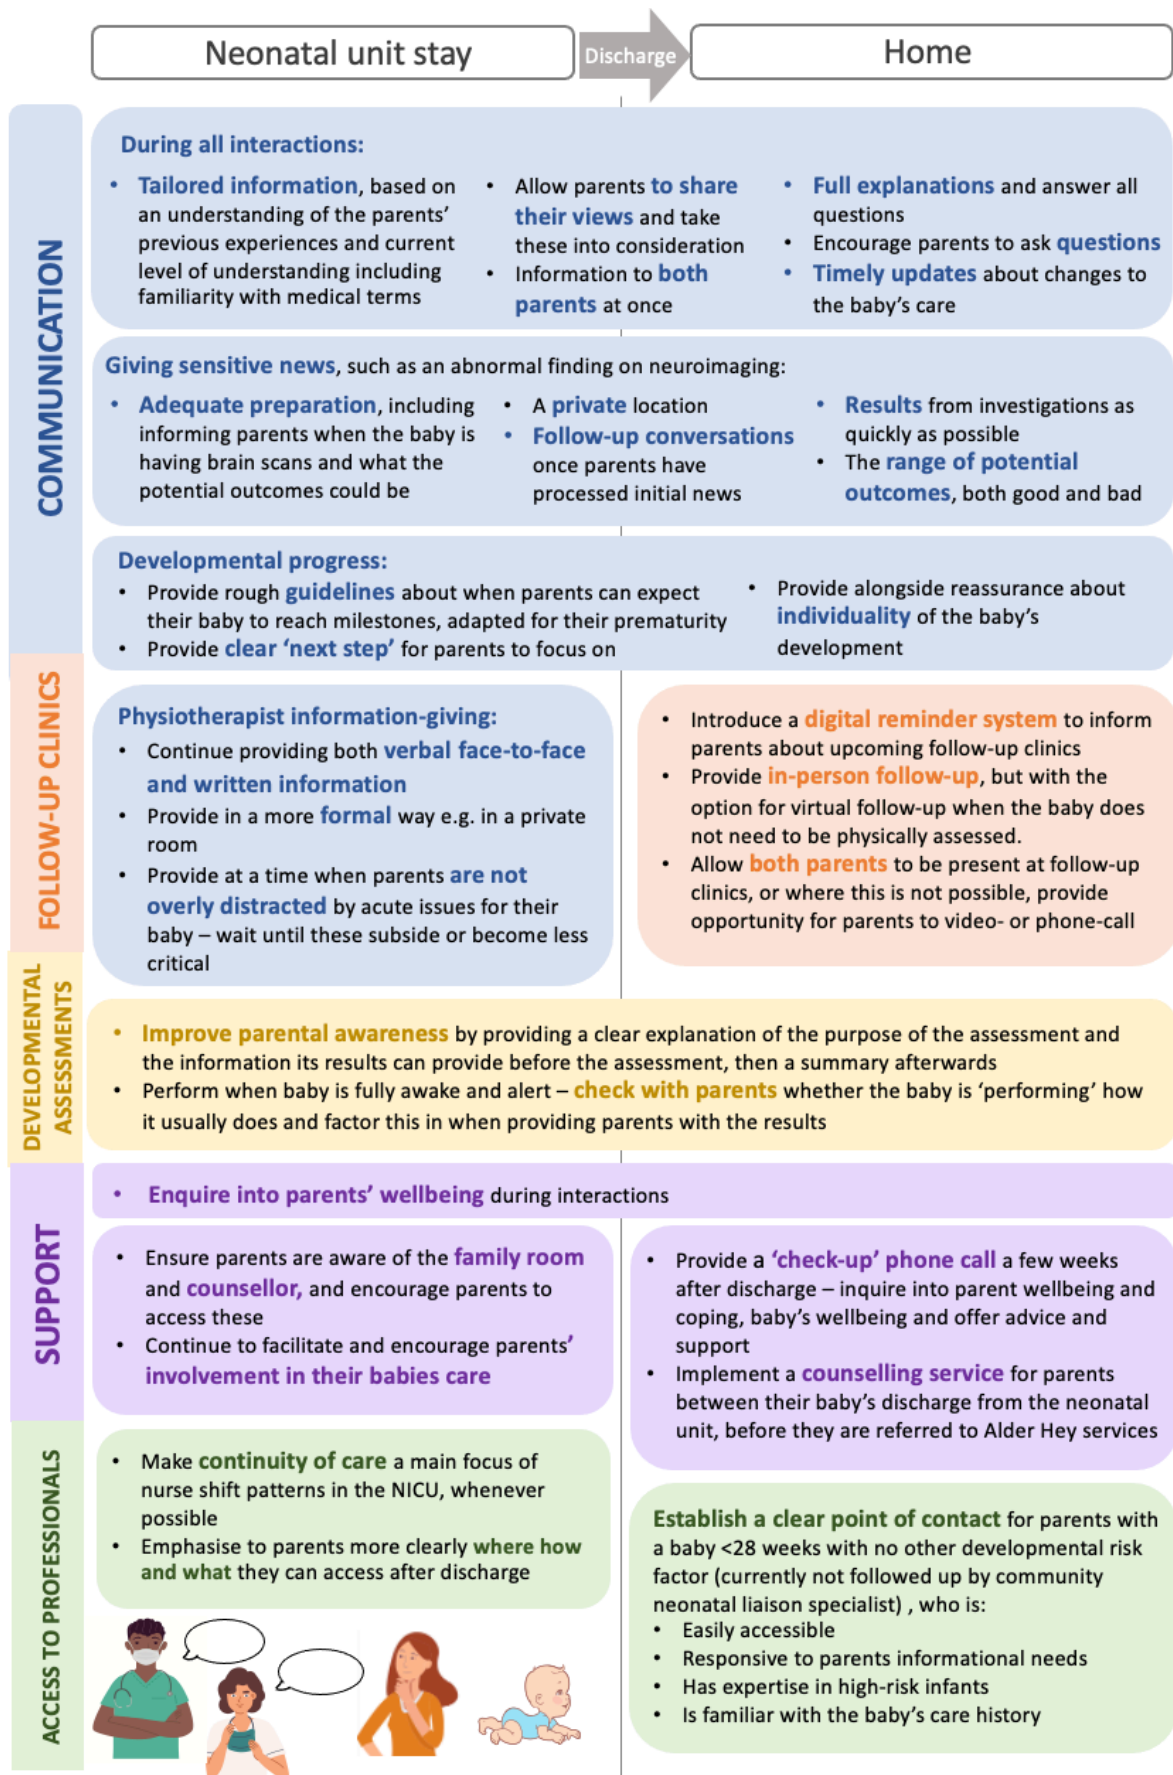 Neonatal unit stay
Discharge
Home
COMMUNICATION
During all interactions:
• Tailored information, based on
an understanding of the parents'
previous experiences and current
level of understanding including
familiarity with medical terms
• Allow parents to share
their views and take
these into consideration
• Information to both
parents at once
• Full explanations and answer all
questions
• Encourage parents to ask questions
• Timely updates about changes to
the baby's care
Giving sensitive news, such as an abnormal finding on neuroimaging:
• Adequate preparation, including
informing parents when the baby is
having brain scans and what the
potential outcomes could be
• A private location
• Follow-up conversations
once parents have
processed initial news
• Results from investigations as
quickly as possible
• The range of potential
outcomes, both good and bad
Developmental progress:
• Provide rough guidelines about when parents can expect
their baby to reach milestones, adapted for their prematurity
• Provide clear 'next step' for parents to focus on
• Provide alongside reassurance about
individuality of the baby's
development
FOLLOW-UP CLINICS
Physiotherapist information-giving:
• Continue providing both verbal face-to-face
and written information
• Provide in a more formal way e.g. in a private
room
• Provide at a time when parents are not
overly distracted by acute issues for their
baby – wait until these subside or become less
critical
• Introduce a digital reminder system to inform
parents about upcoming follow-up clinics
• Provide in-person follow-up, but with the
option for virtual follow-up when the baby does
not need to be physically assessed.
• Allow both parents to be present at follow-up
clinics, or where this is not possible, provide
opportunity for parents to video- or phone-call
DEVELOPMENTAL
ASSESSMENTS
• Improve parental awareness by providing a clear explanation of the purpose of the assessment and
the information its results can provide before the assessment, then a summary afterwards
• Perform when baby is fully awake and alert – check with parents whether the baby is 'performing' how
it usually does and factor this in when providing parents with the results
SUPPORT
• Enquire into parents' wellbeing during interactions
• Ensure parents are aware of the family room
and counsellor, and encourage parents to
access these
• Continue to facilitate and encourage parents'
involvement in their babies care
• Provide a 'check-up' phone call a few weeks
after discharge – inquire into parent wellbeing and
coping, baby's wellbeing and offer advice and
support
• Implement a counselling service for parents
between their baby's discharge from the neonatal
unit, before they are referred to Alder Hey services
ACCESS TO PROFESSIONALS
• Make continuity of care a main focus of
nurse shift patterns in the NICU, whenever
possible
• Emphasise to parents more clearly where how
and what they can access after discharge
Establish a clear point of contact for parents with
a baby <28 weeks with no other developmental risk
factor (currently not followed up by community
neonatal liaison specialist) , who is:
• Easily accessible
• Responsive to parents informational needs
• Has expertise in high-risk infants
• Is familiar with the baby's care history